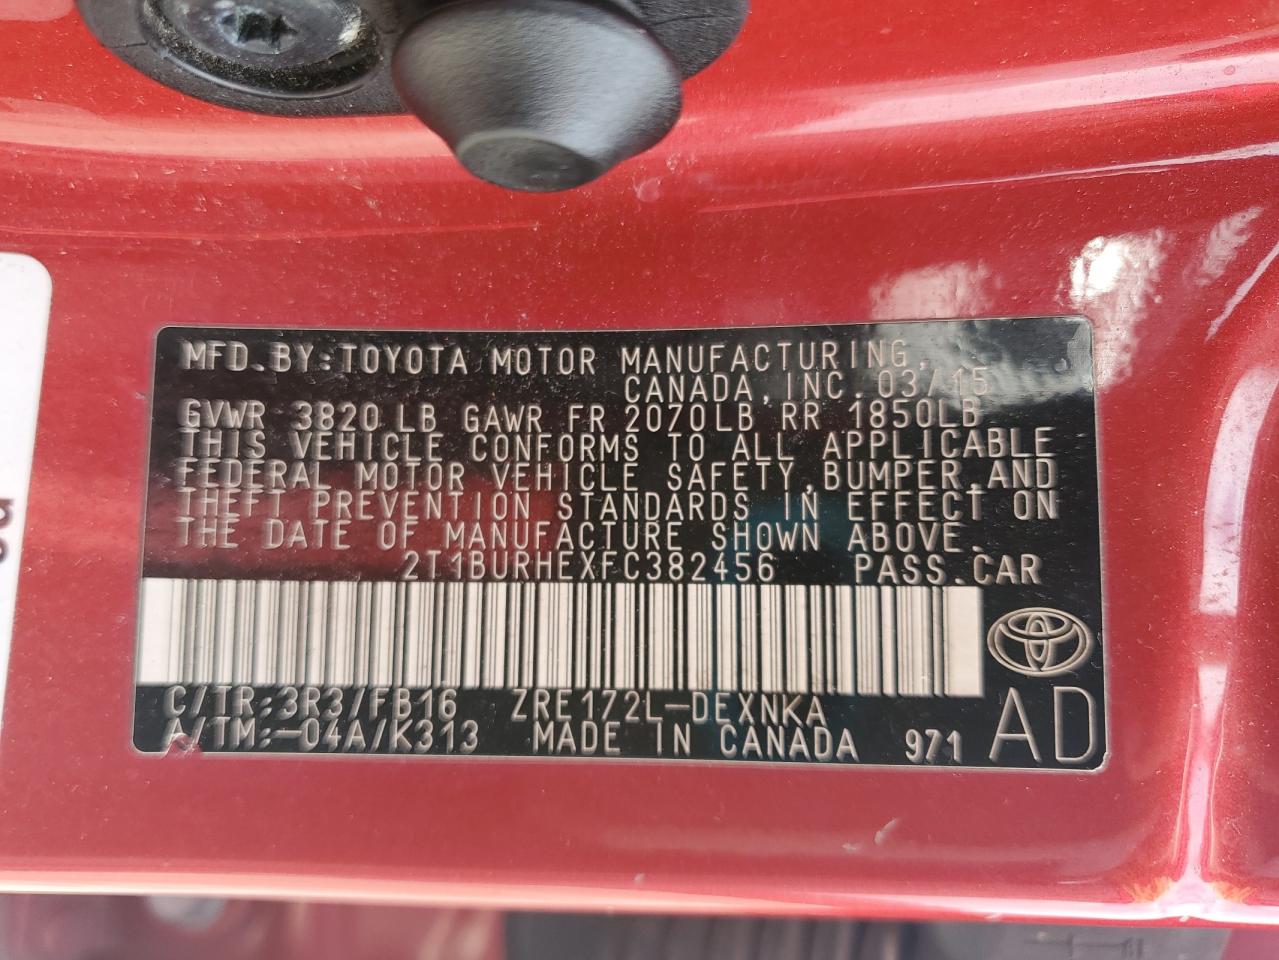 MFD.BY:TOYOTA MOTOR MANUFACTURING,
CANADA,INC.03/15
GVWR 3820 LB GAWR FR 2070LB RR 1850LB
THIS VEHICLE CONFORMS TO ALL APPLICABLE
FEDERAL MOTOR VEHICLE SAFETY,BUMPER,AND
THEFT PREVENTION STANDARDS IN EFFECT ON
THE DATE OF MANUFACTURE SHOWN ABOVE.
2T1BURHEXFC382456 PASS.CAR
C/TR:3R3/FB16 ZRE172L-DEXNKA
A/TM:-04A/K313 MADE IN CANADA 971 AD